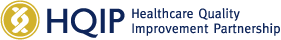 HQIP Healthcare Quality
Improvement Partnership